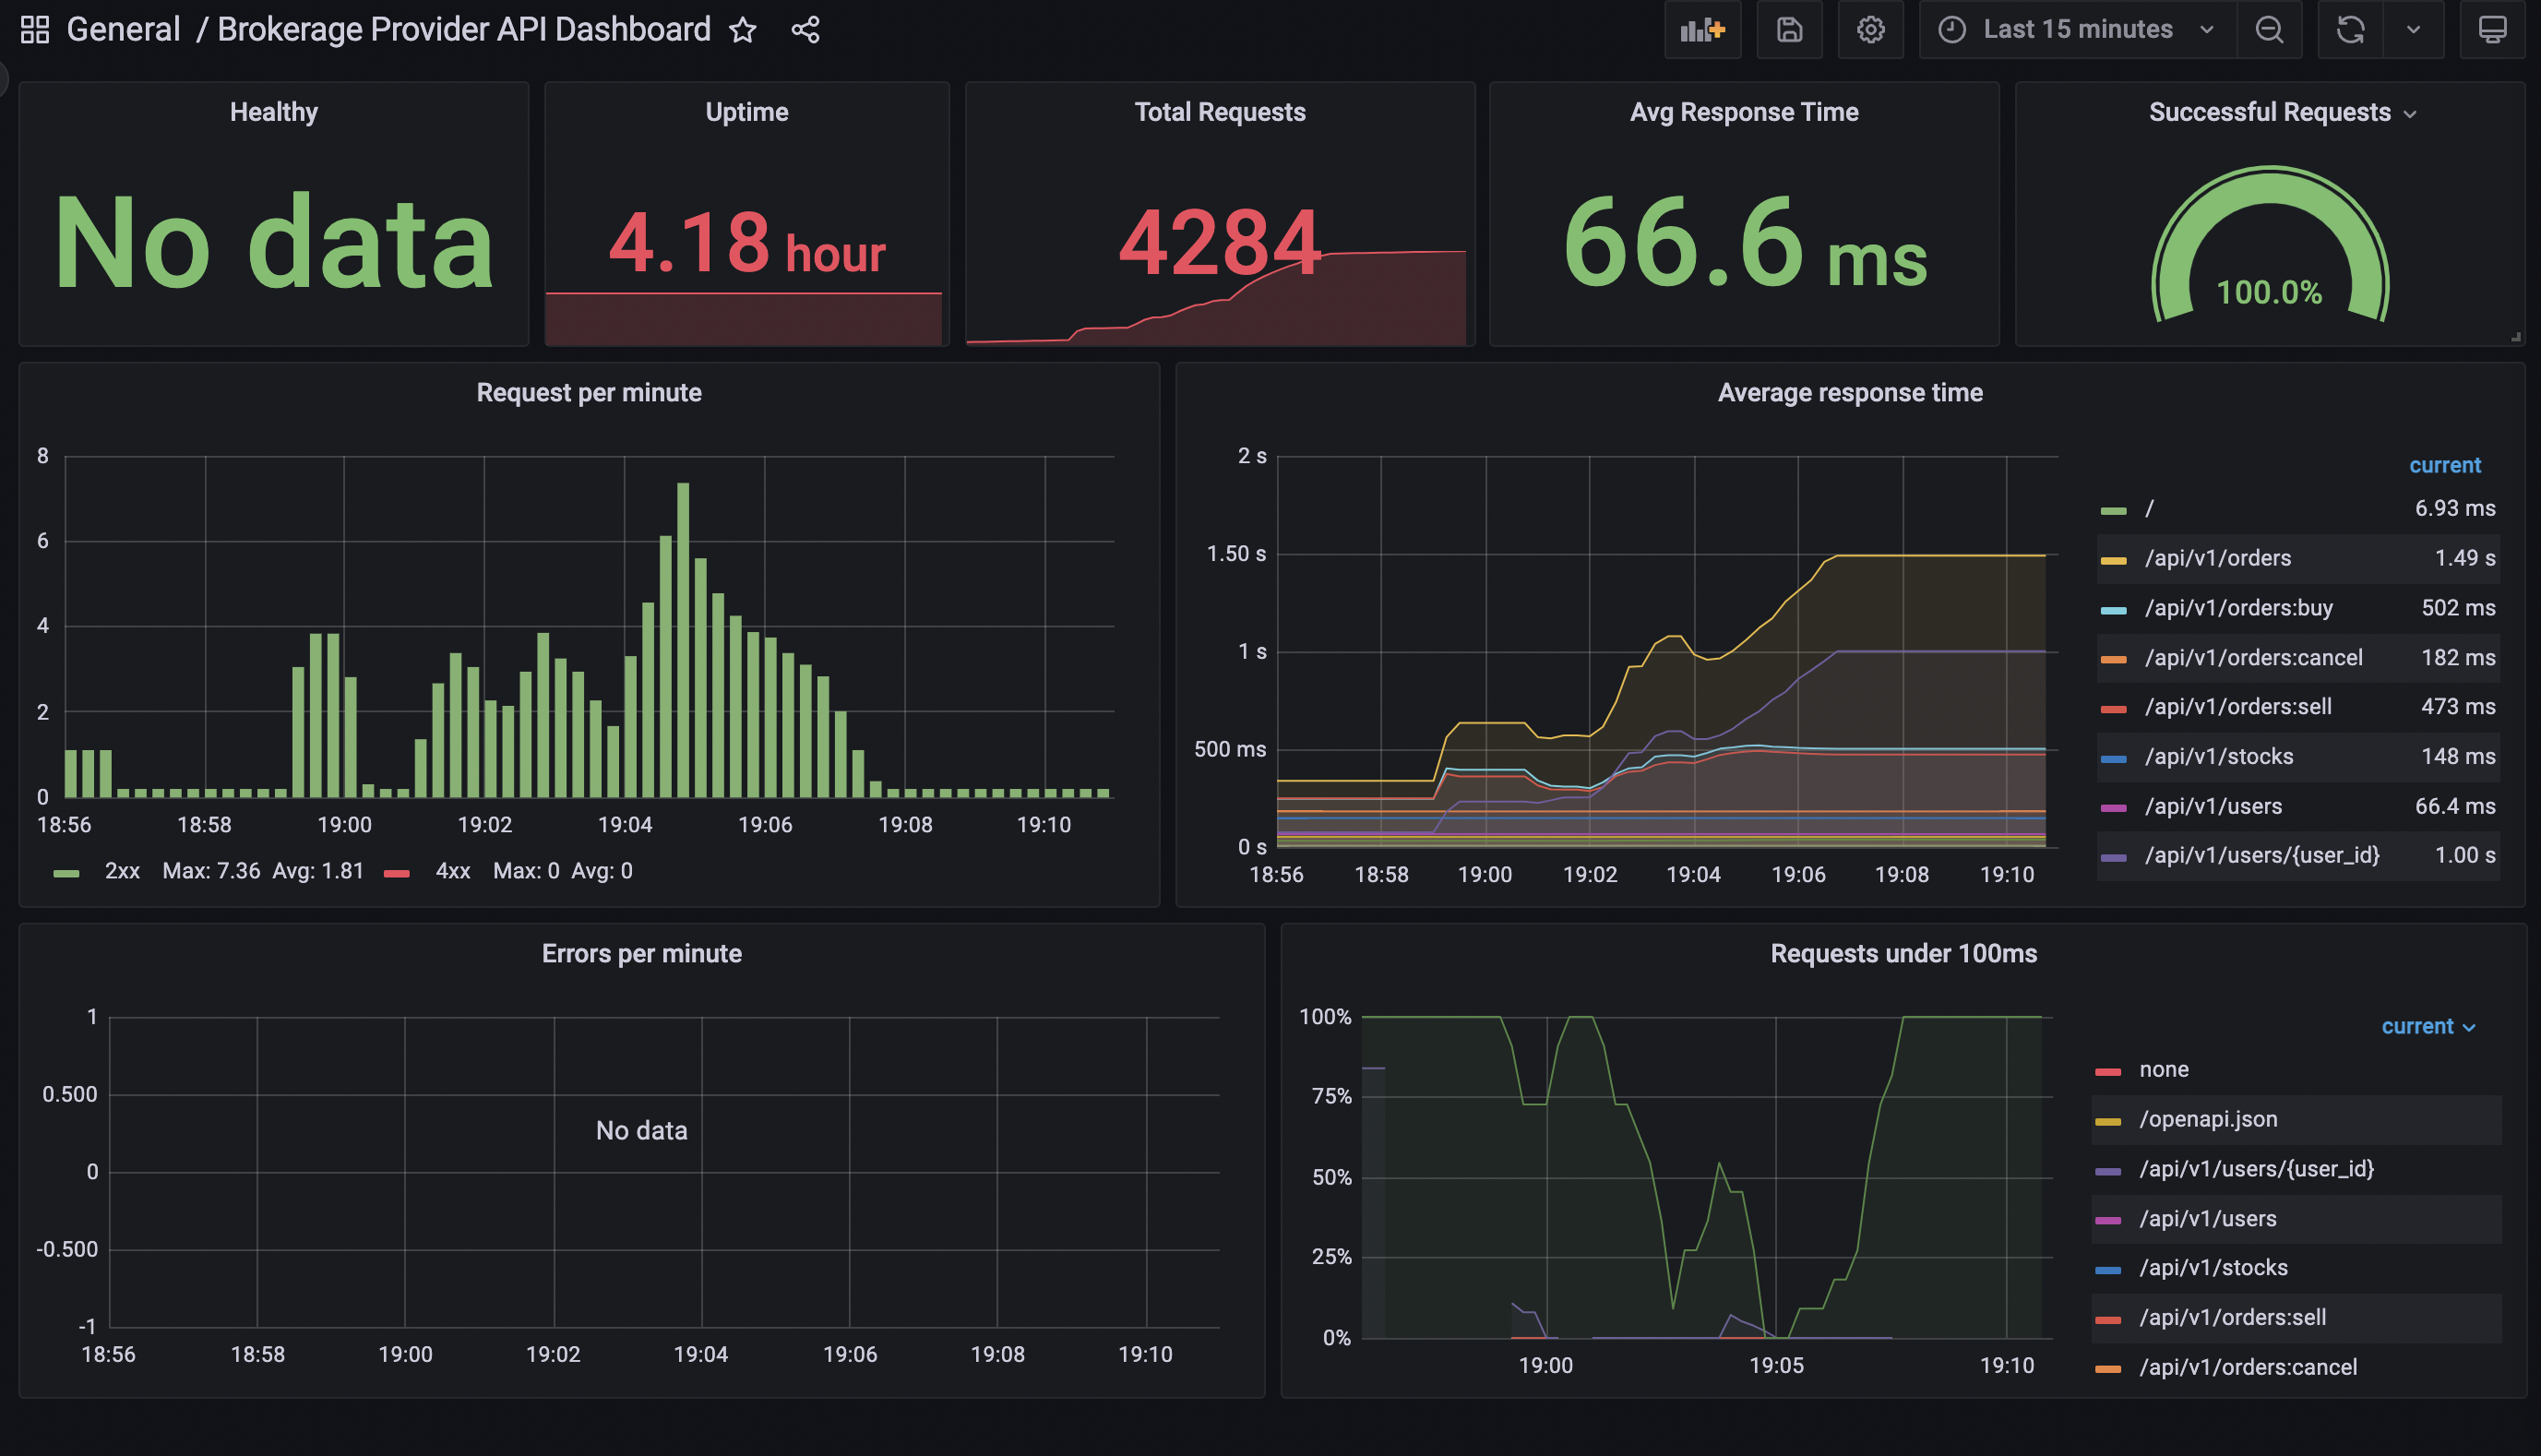 General / Brokerage Provider API Dashboard
Last 15 minutes
Healthy
No data
Uptime
4.18 hour
Total Requests
4284
Avg Response Time
66.6 ms
Successful Requests
100.0%
Request per minute
8
6
4
2
0
18:56 18:58 19:00 19:02 19:04 19:06 19:08 19:10
2xx Max: 7.36 Avg: 1.81 4xx Max: 0 Avg: 0
Average response time
2 s
1.50 s
1 s
500 ms
0 s
18:56 18:58 19:00 19:02 19:04 19:06 19:08 19:10
current
/ 6.93 ms
/api/v1/orders 1.49 s
/api/v1/orders:buy 502 ms
/api/v1/orders:cancel 182 ms
/api/v1/orders:sell 473 ms
/api/v1/stocks 148 ms
/api/v1/users 66.4 ms
/api/v1/users/{user_id} 1.00 s
Errors per minute
1
0.500
0
-0.500
-1
No data
18:56 18:58 19:00 19:02 19:04 19:06 19:08 19:10
Requests under 100ms
100%
75%
50%
25%
0%
19:00 19:05 19:10
current
none
/openapi.json
/api/v1/users/{user_id}
/api/v1/users
/api/v1/stocks
/api/v1/orders:sell
/api/v1/orders:cancel